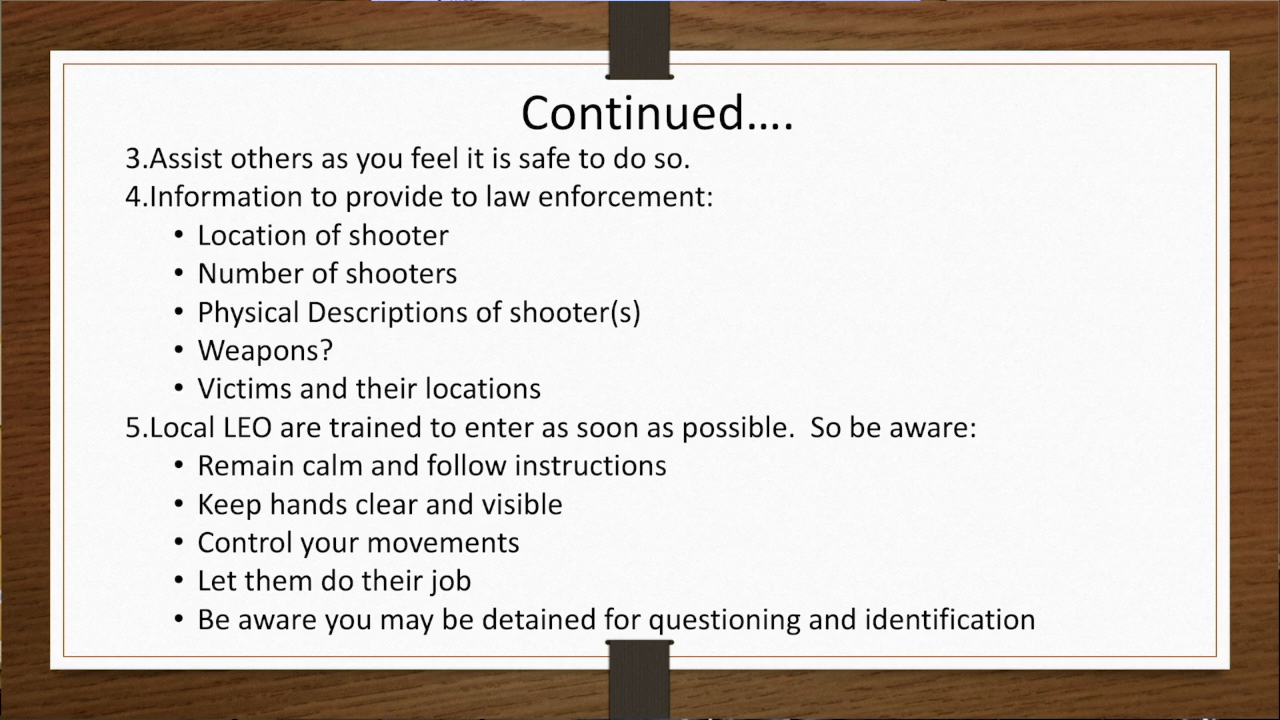 Continued....
3.Assist others as you feel it is safe to do so.
4.Information to provide to law enforcement:
• Location of shooter
• Number of shooters
• Physical Descriptions of shooter(s)
• Weapons?
• Victims and their locations
5.Local LEO are trained to enter as soon as possible.  So be aware:
• Remain calm and follow instructions
• Keep hands clear and visible
• Control your movements
• Let them do their job
• Be aware you may be detained for questioning and identification